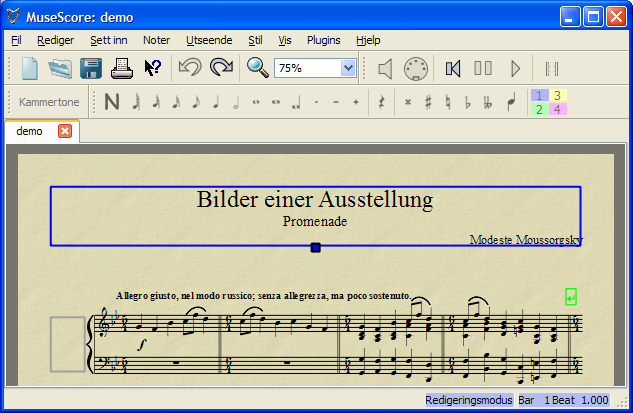 MuseScore: demo
Fil Rediger Sett inn Noter Utseende Stil Vis Plugins Hjelp
75%
Kammertone N 1 3
2 4
demo
Bilder einer Ausstellung
Promenade
Modeste Moussorgsky
Allegro giusto, nel modo russico; senza allegrezza, ma poco sostenuto.
f
Redigeringsmodus Bar 1 Beat 1.000